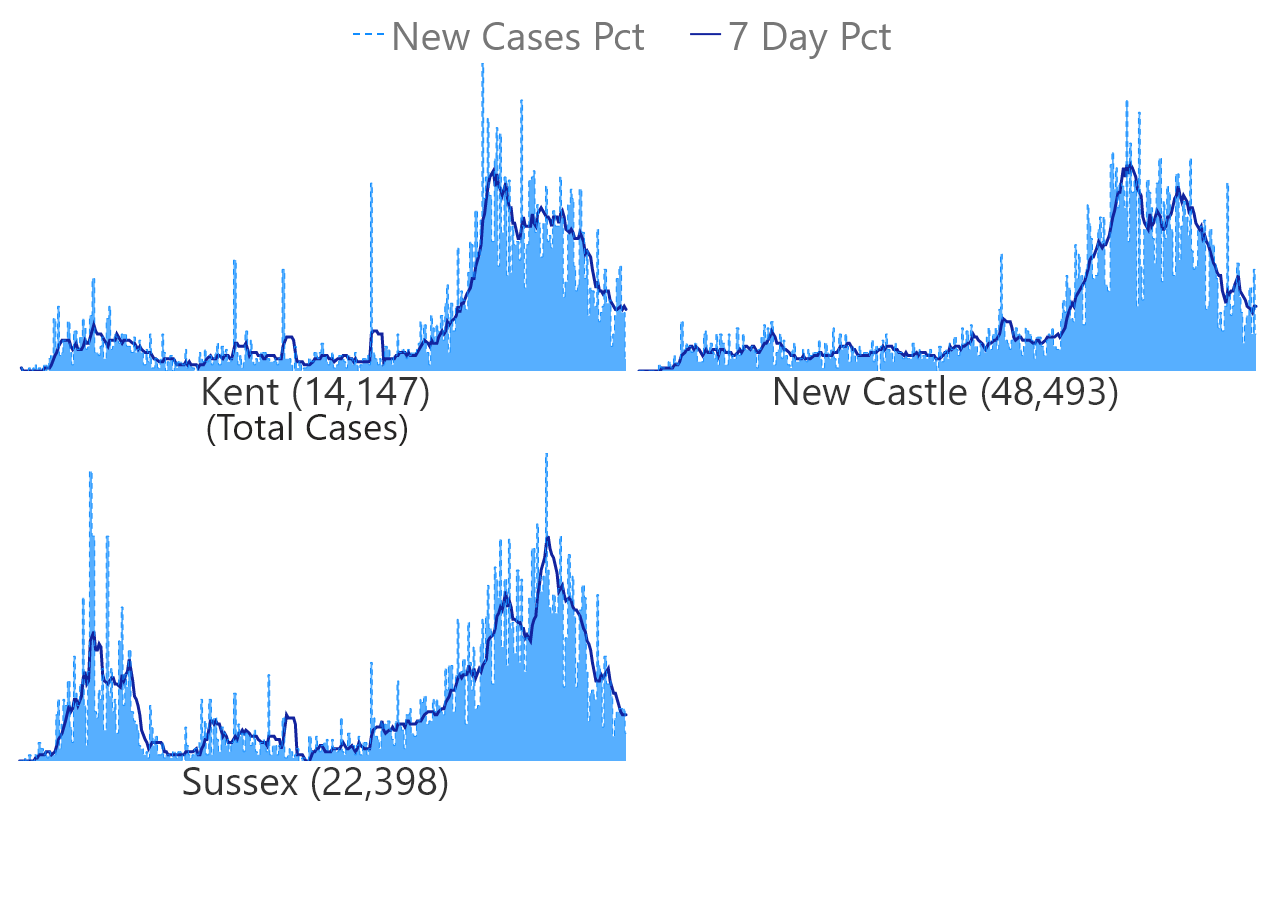 New Cases Pct 7 Day Pct
Kent (14,147)
(Total Cases)
New Castle (48,493)
Sussex (22,398)